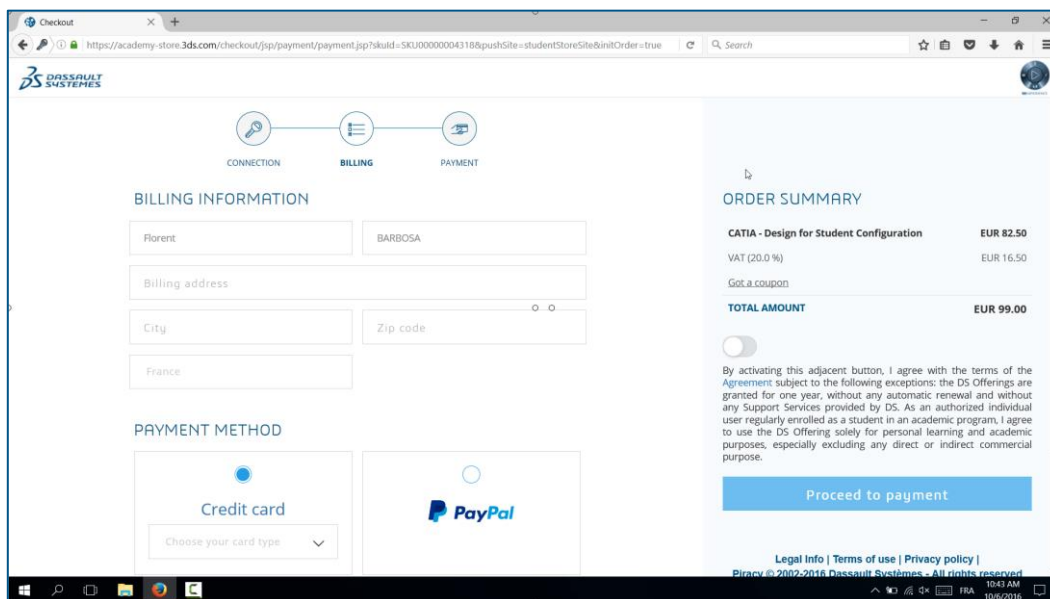 Checkout
https://academy-store.3ds.com/checkout/jsp/payment/payment.jsp?skuId=SKU00000004318&pushSite=studentStoreSite&initOrder=true
Search
DASSAULT
SYSTEMES
CONNECTION
BILLING
PAYMENT
BILLING INFORMATION
Florent
BARBOSA
Billing address
City
Zip code
France
PAYMENT METHOD
Credit card
Choose your card type
PayPal
ORDER SUMMARY
CATIA - Design for Student Configuration EUR 82.50
VAT (20.0 %) EUR 16.50
Got a coupon
TOTAL AMOUNT EUR 99.00
By activating this adjacent button, I agree with the terms of the
Agreement subject to the following exceptions: the DS Offerings are
granted for one year, without any automatic renewal and without
any Support Services provided by DS. As an authorized individual
user regularly enrolled as a student in an academic program, I agree
to use the DS Offering solely for personal learning and academic
purposes, especially excluding any direct or indirect commercial
purpose.
Proceed to payment
Legal Info | Terms of use | Privacy policy |
Piracy © 2002-2016 Dassault Systèmes - All rights reserved
FRA
10:43 AM
10/6/2016